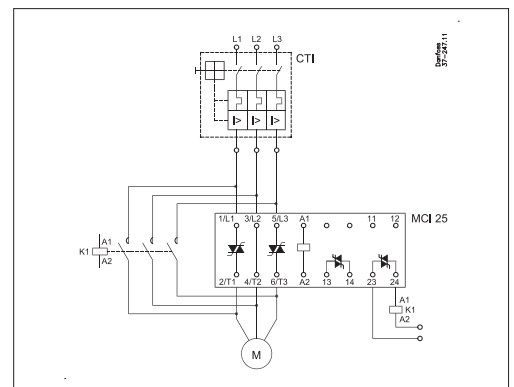 L1 L2 L3
CTI
Danfoss
37-247.11
I> I> I>
1/L1 3/L2 5/L3 A1 11 12 MCI 25
A1
K1
A2
2/T1 4/T2 6/T3 A2 13 14 23 24
A1
K1
A2
M